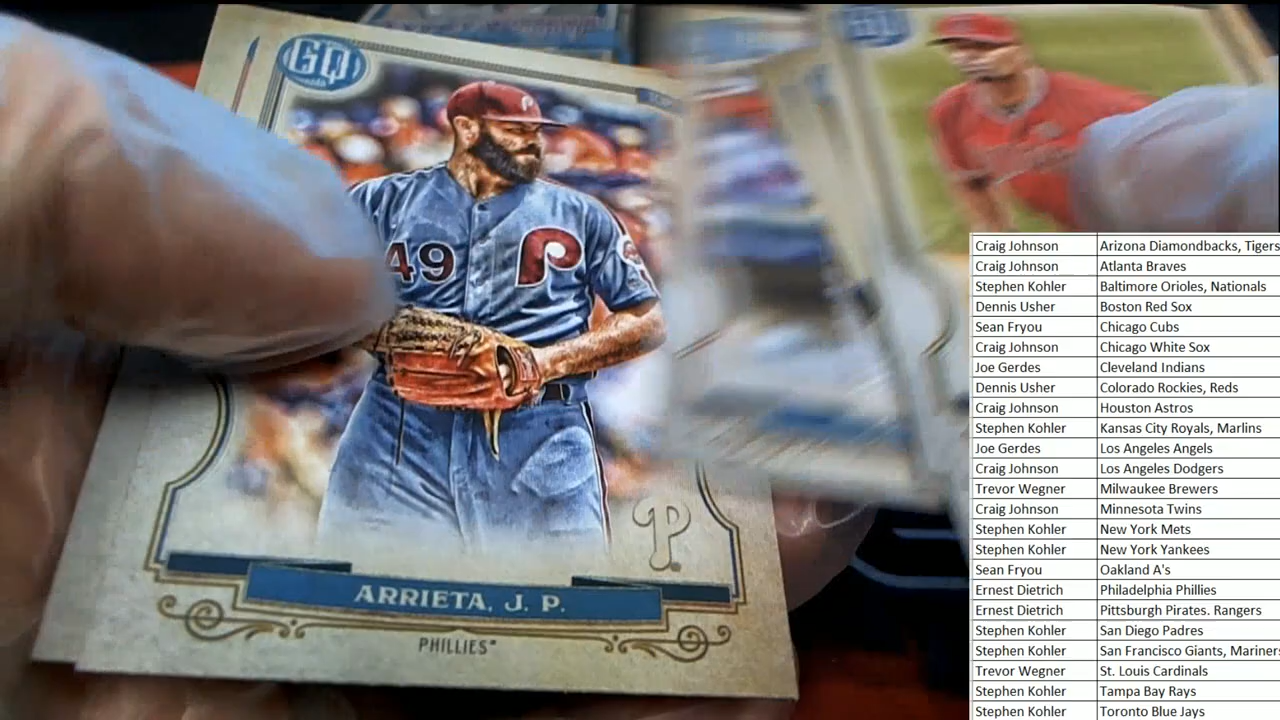 GQ
GQ
TOP
49 P
P
ARRIETA, J. P.
PHILLIES
Craig Johnson Arizona Diamondbacks, Tigers
Craig Johnson Atlanta Braves
Stephen Kohler Baltimore Orioles, Nationals
Dennis Usher Boston Red Sox
Sean Fryou Chicago Cubs
Craig Johnson Chicago White Sox
Joe Gerdes Cleveland Indians
Dennis Usher Colorado Rockies, Reds
Craig Johnson Houston Astros
Stephen Kohler Kansas City Royals, Marlins
Joe Gerdes Los Angeles Angels
Craig Johnson Los Angeles Dodgers
Trevor Wegner Milwaukee Brewers
Craig Johnson Minnesota Twins
Stephen Kohler New York Mets
Stephen Kohler New York Yankees
Sean Fryou Oakland A's
Ernest Dietrich Philadelphia Phillies
Ernest Dietrich Pittsburgh Pirates. Rangers
Stephen Kohler San Diego Padres
Stephen Kohler San Francisco Giants, Mariners
Trevor Wegner St. Louis Cardinals
Stephen Kohler Tampa Bay Rays
Stephen Kohler Toronto Blue Jays